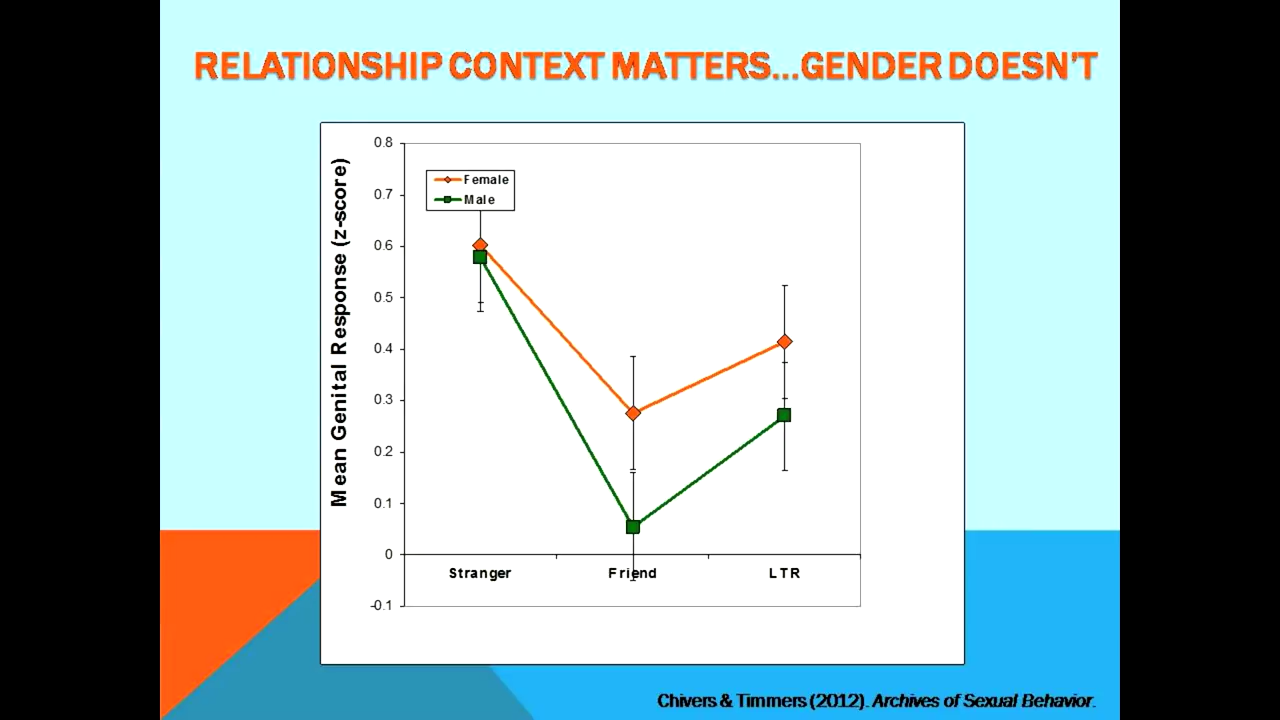 RELATIONSHIP CONTEXT MATTERS...GENDER DOESN'T
Mean Genital Response (z-score)
0.8
0.7
0.6
0.5
0.4
0.3
0.2
0.1
0
-0.1
Female
Male
Stranger Friend LTR
Chivers & Timmers (2012). Archives of Sexual Behavior.